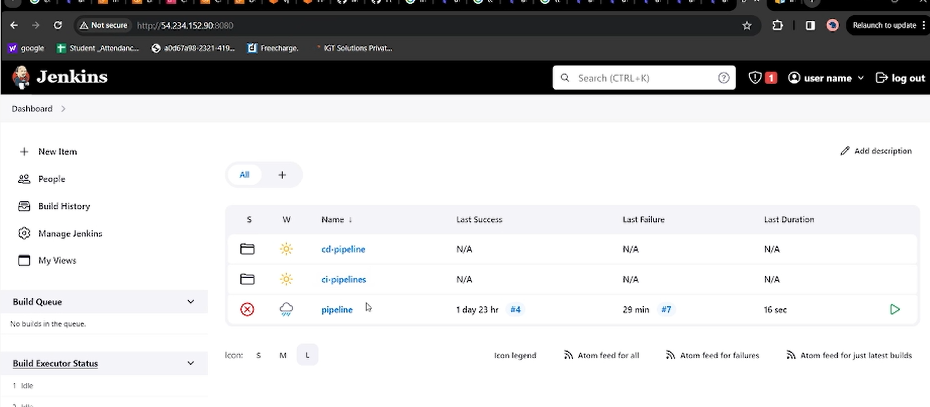 Not secure http://54.234.152.90:8080 Relaunch to update
google Student _Attendanc... a0d67a98-2321-419... Freecharge. * IGT Solutions Privat...
Jenkins Search (CTRL+K) 1 user name log out
Dashboard
New Item Add description
People All +
Build History
S W Name ↓ Last Success Last Failure Last Duration
Manage Jenkins
cd-pipeline N/A N/A N/A
My Views
ci-pipelines N/A N/A N/A
Build Queue
pipeline 1 day 23 hr #4 29 min #7 16 sec
No builds in the queue.
Icon: S M L Icon legend Atom feed for all Atom feed for failures Atom feed for just latest builds
Build Executor Status
1 Idle